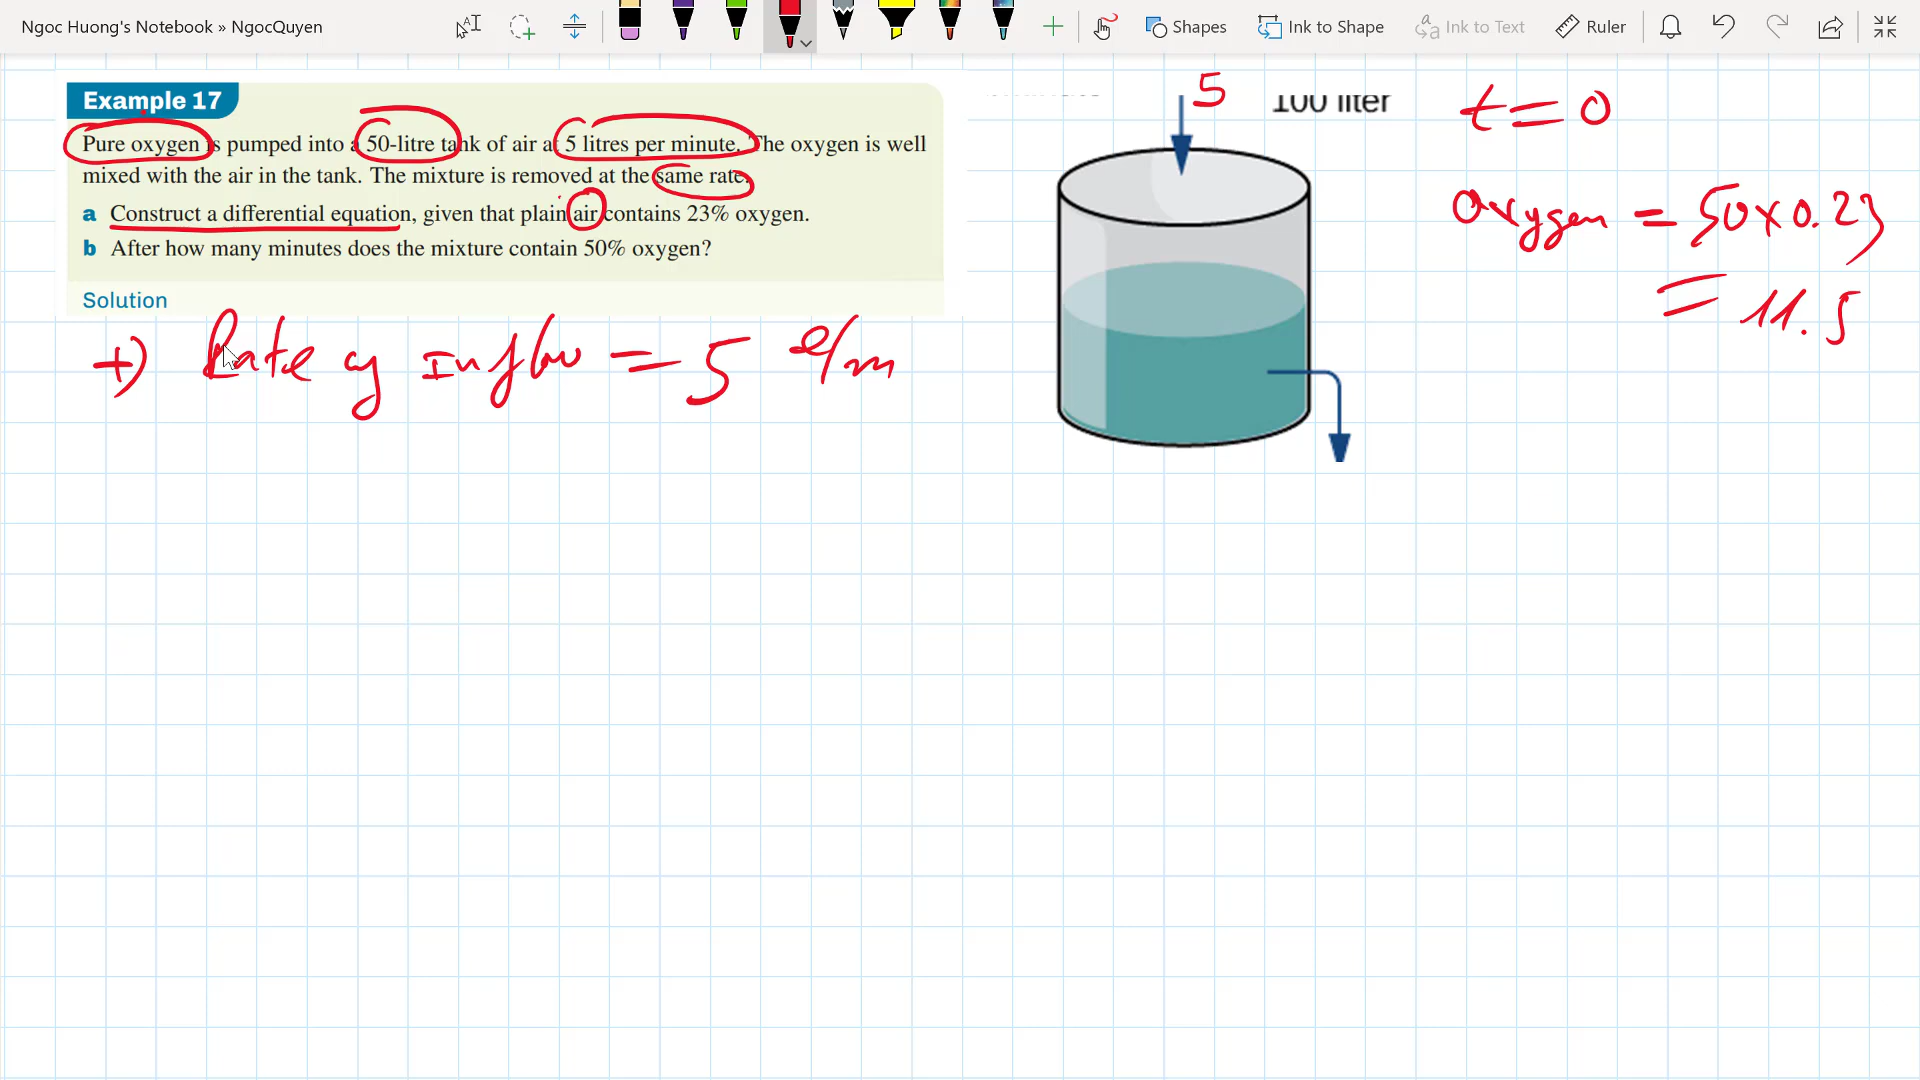 Ngoc Huong's Notebook » NgocQuyen
Shapes
Ink to Shape
Ink to Text
Ruler
Example 17
Pure oxygen is pumped into a 50-litre tank of air at 5 litres per minute. The oxygen is well
mixed with the air in the tank. The mixture is removed at the same rate.
a Construct a differential equation, given that plain air contains 23% oxygen.
b After how many minutes does the mixture contain 50% oxygen?
Solution
+) Rate of Inflow = 5 l/m
5
100 liter
t = 0
Oxygen = 50 x 0.23
= 11.5